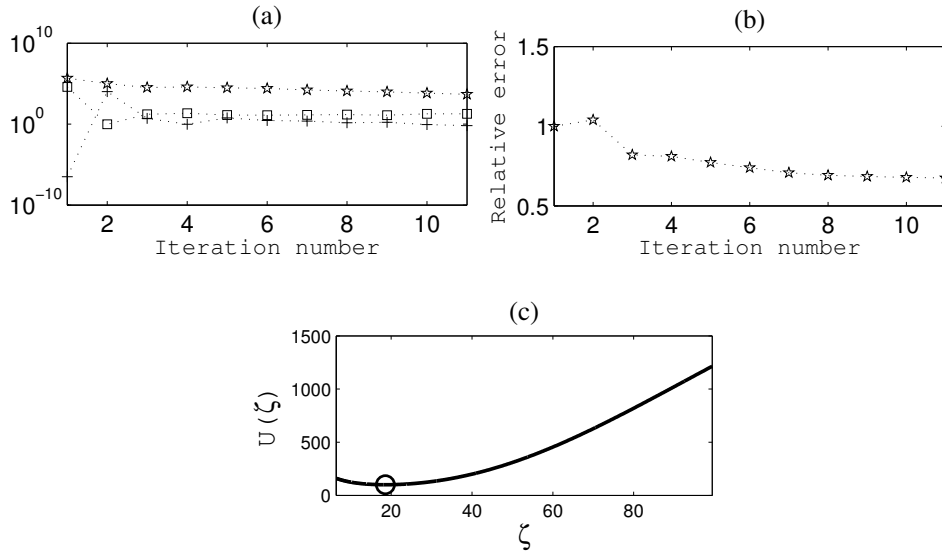 (a)
10^10
10^0
10^-10
2 4 6 8 10
Iteration number
(b)
Relative error
1.5
1
0.5
2 4 6 8 10
Iteration number
(c)
U(ζ)
1500
1000
500
0
20 40 60 80
ζ